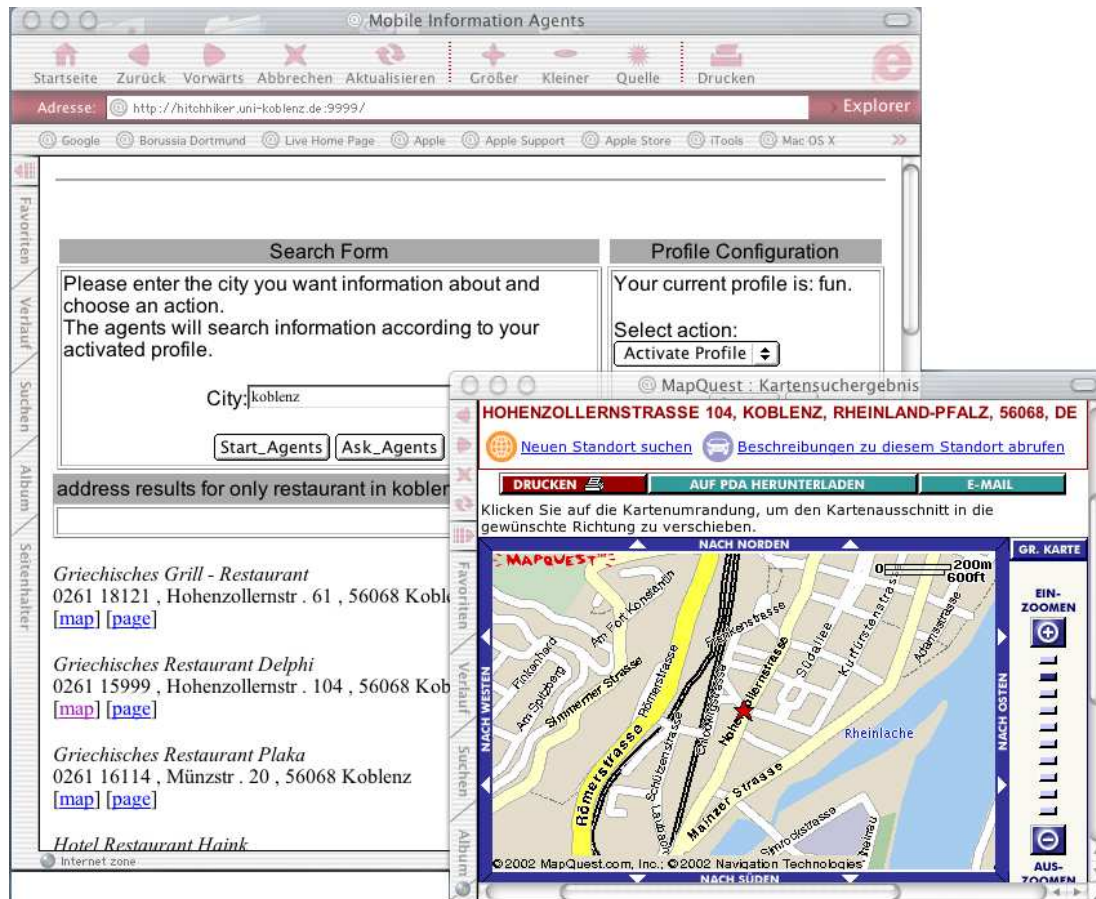 Mobile Information Agents
Startseite Zurück Vorwärts Abbrechen Aktualisieren Größer Kleiner Quelle Drucken
Adresse: http://hitchhiker.uni-koblenz.de:9999/ Explorer
Google Borussia Dortmund Live Home Page Apple Apple Support Apple Store iTools Mac OS X
Favoriten
Verlauf
Suchen
Album
Seitenhalter
Search Form
Please enter the city you want information about and
choose an action.
The agents will search information according to your
activated profile.
City: koblenz
Start_Agents Ask_Agents
Profile Configuration
Your current profile is: fun.
Select action:
Activate Profile
address results for only restaurant in
Griechisches Grill - Restaurant
0261 18121 , Hohenzollernstr . 61 , 56068
[map] [page]
Griechisches Restaurant Delphi
0261 15999 , Hohenzollernstr . 104 , 56068
[map] [page]
Griechisches Restaurant Plaka
0261 16114 , Münzstr . 20 , 56068 Koblenz
[map] [page]
Hotel Restaurant Haink
Internet zone
MapQuest : Kartensuchergebnis
HOHENZOLLERNSTRASSE 104, KOBLENZ, RHEINLAND-PFALZ, 56068, DE
Neuen Standort suchen Beschreibungen zu diesem Standort abrufen
DRUCKEN AUF PDA HERUNTERLADEN E-MAIL
Klicken Sie auf die Kartenumrandung, um den Kartenausschnitt in die
gewünschte Richtung zu verschieben.
Favoriten
Verlauf
Suchen
Album
NACH NORDEN
GR. KARTE
MAPQUEST
0 200m
600ft
EIN-
ZOOMEN
NACH WESTEN
NACH OSTEN
Am Fort Konstantin
Finkenherd
Am Spitzberg
Simmerner Strasse
Römerstrasse
Römerstrasse
Frankenstrasse
Schützenstrasse
Hohenzollernstrasse
Südallee
Kurfürstenstrasse
Adamsstrasse
Rheinlache
Mainzer Strasse
Simrockstrasse
©2002 MapQuest.com, Inc.; ©2002 Navigation Technologies
NACH SÜDEN
AUS-
ZOOMEN